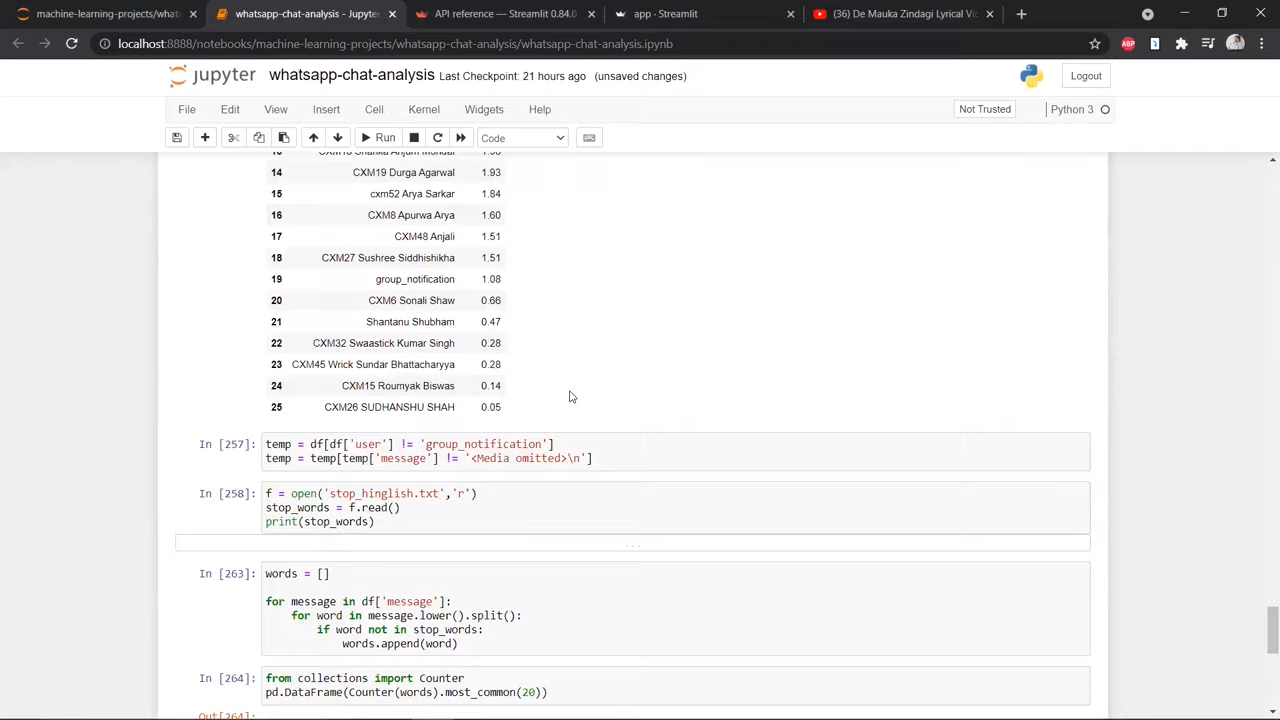 machine-learning-projects/whats
whatsapp-chat-analysis - Jupyter
API reference — Streamlit 0.84.0
app · Streamlit
(36) De Mauka Zindagi Lyrical Vi
localhost:8888/notebooks/machine-learning-projects/whatsapp-chat-analysis/whatsapp-chat-analysis.ipynb
ABP
jupyter whatsapp-chat-analysis Last Checkpoint: 21 hours ago (unsaved changes)
Logout
File Edit View Insert Cell Kernel Widgets Help
Not Trusted
Python 3
Run
Code
14 CXM19 Durga Agarwal 1.93
15 cxm52 Arya Sarkar 1.84
16 CXM8 Apurwa Arya 1.60
17 CXM48 Anjali 1.51
18 CXM27 Sushree Siddhishikha 1.51
19 group_notification 1.08
20 CXM6 Sonali Shaw 0.66
21 Shantanu Shubham 0.47
22 CXM32 Swaastick Kumar Singh 0.28
23 CXM45 Wrick Sundar Bhattacharyya 0.28
24 CXM15 Roumyak Biswas 0.14
25 CXM26 SUDHANSHU SHAH 0.05
In [257]: temp = df[df['user'] != 'group_notification']
temp = temp[temp['message'] != '<Media omitted>\n']
In [258]: f = open('stop_hinglish.txt','r')
stop_words = f.read()
print(stop_words)
...
In [263]: words = []
for message in df['message']:
for word in message.lower().split():
if word not in stop_words:
words.append(word)
In [264]: from collections import Counter
pd.DataFrame(Counter(words).most_common(20))
Out[264]: